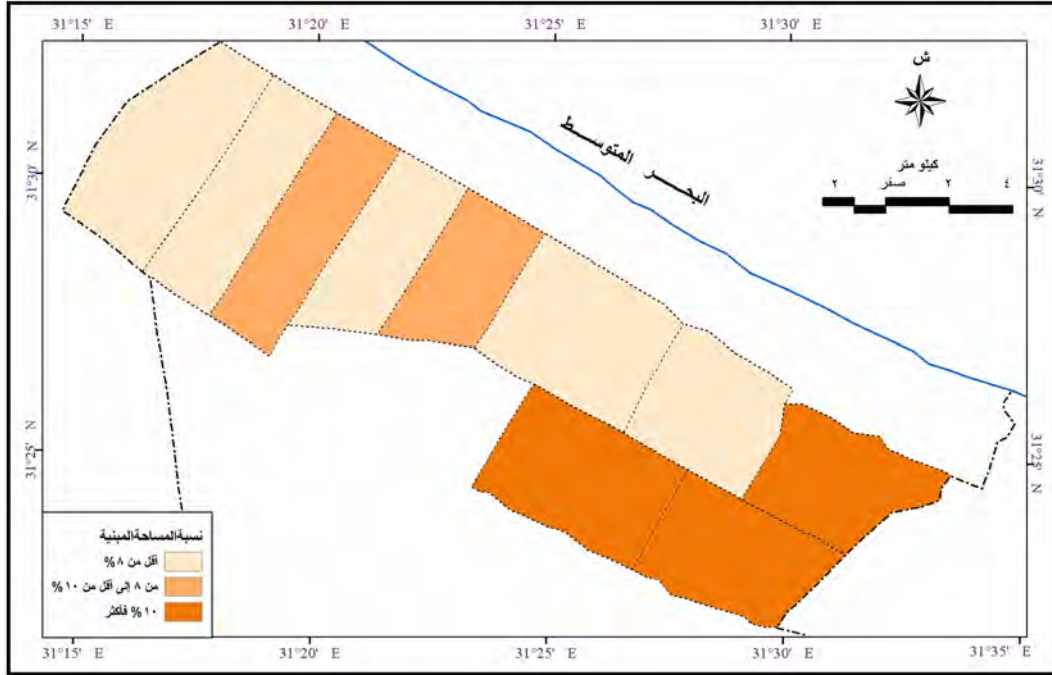 31°15' E 31°20' E 31°25' E 31°30' E
ش
البحر المتوسط
كيلو متر
٢ صفر ٢ ٤
31°30' N
31°30' N
31°25' N
31°25' N
نسبة المساحة المبنية
أقل من ٨ %
من ٨ إلى أقل من ١٠ %
١٠ % فأكثر
31°15' E 31°20' E 31°25' E 31°30' E 31°35' E